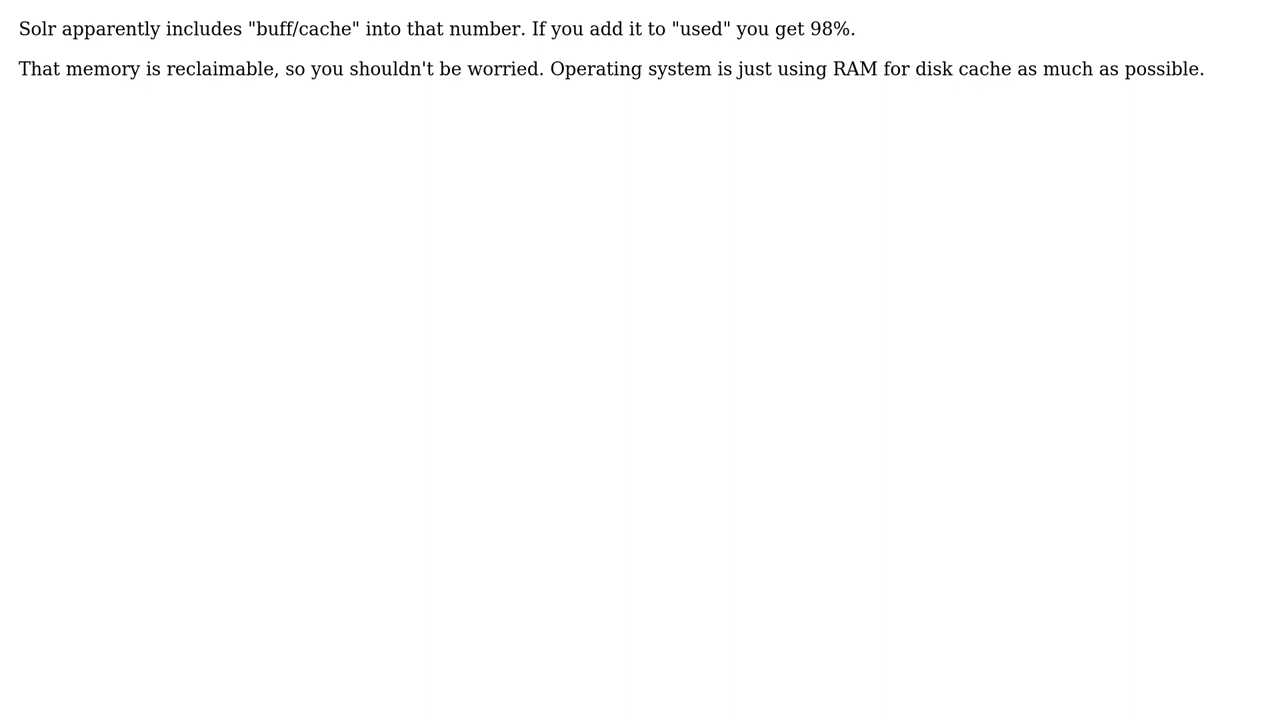 Solr apparently includes "buff/cache" into that number. If you add it to "used" you get 98%.
That memory is reclaimable, so you shouldn't be worried. Operating system is just using RAM for disk cache as much as possible.